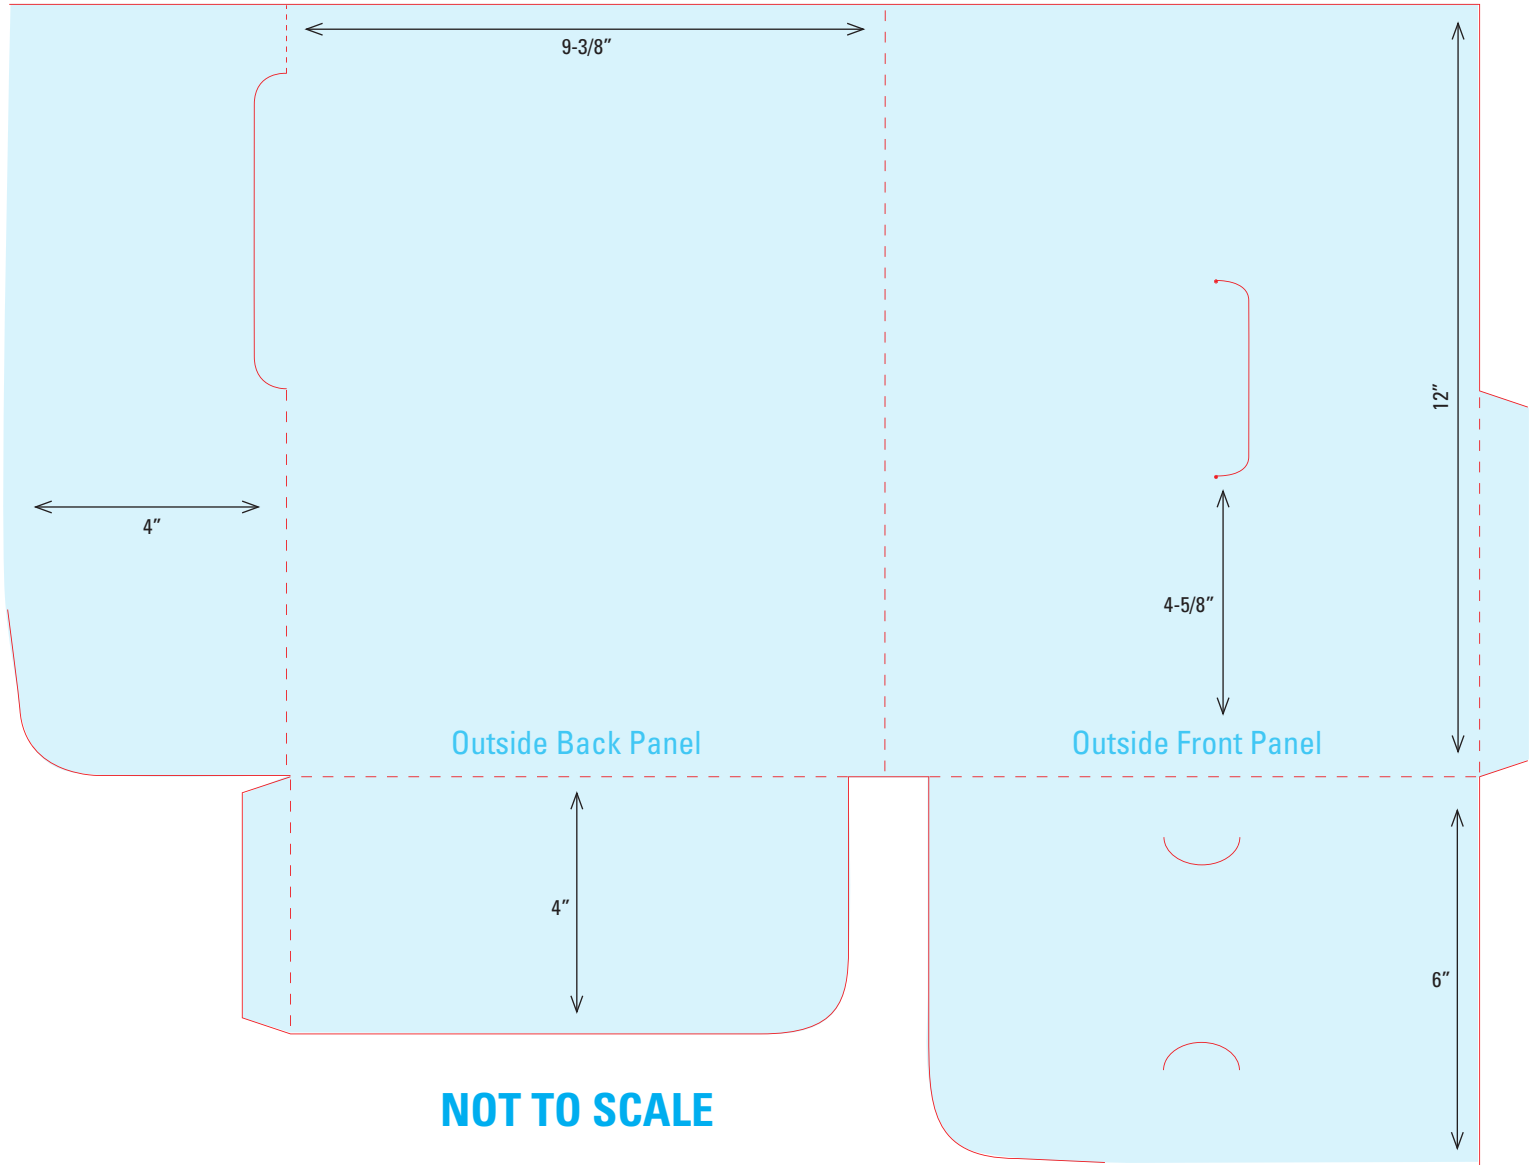 9-3/8”
12”
4”
4-5/8”
Outside Back Panel
Outside Front Panel
4”
6”
NOT TO SCALE